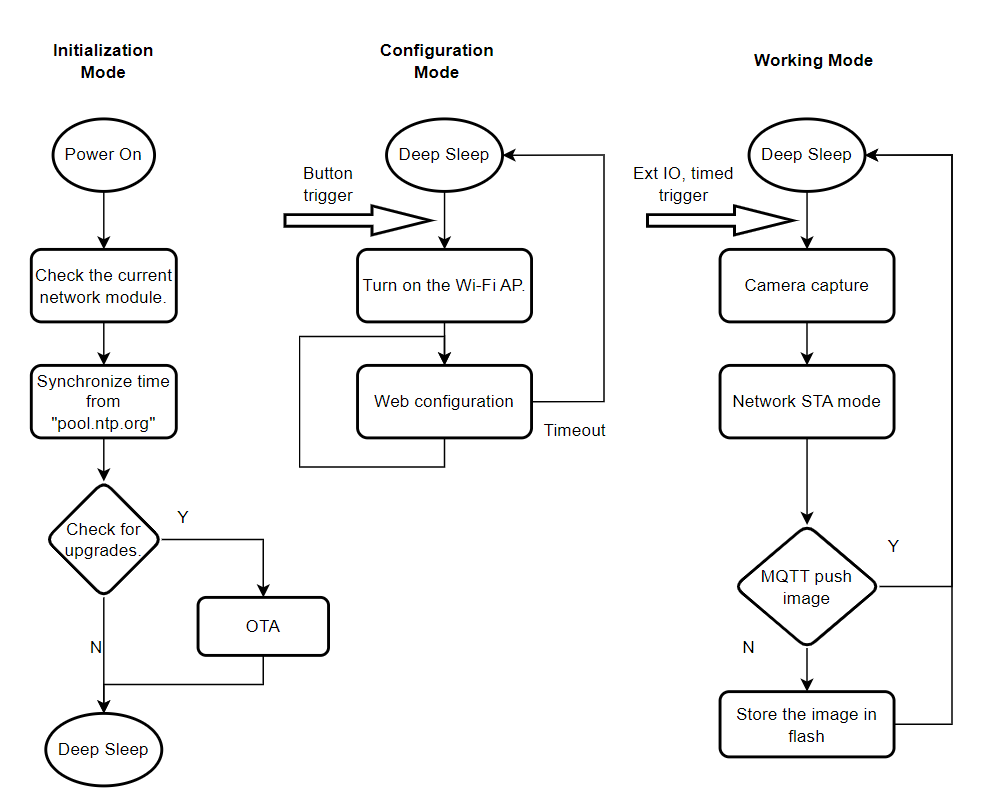 Initialization
Mode
Power On
Check the current
network module.
Synchronize time
from
"pool.ntp.org"
Check for
upgrades.
Y
OTA
N
Deep Sleep
Configuration
Mode
Deep Sleep
Button
trigger
Turn on the Wi-Fi AP.
Web configuration
Timeout
Working Mode
Deep Sleep
Ext IO, timed
trigger
Camera capture
Network STA mode
MQTT push
image
Y
N
Store the image in
flash